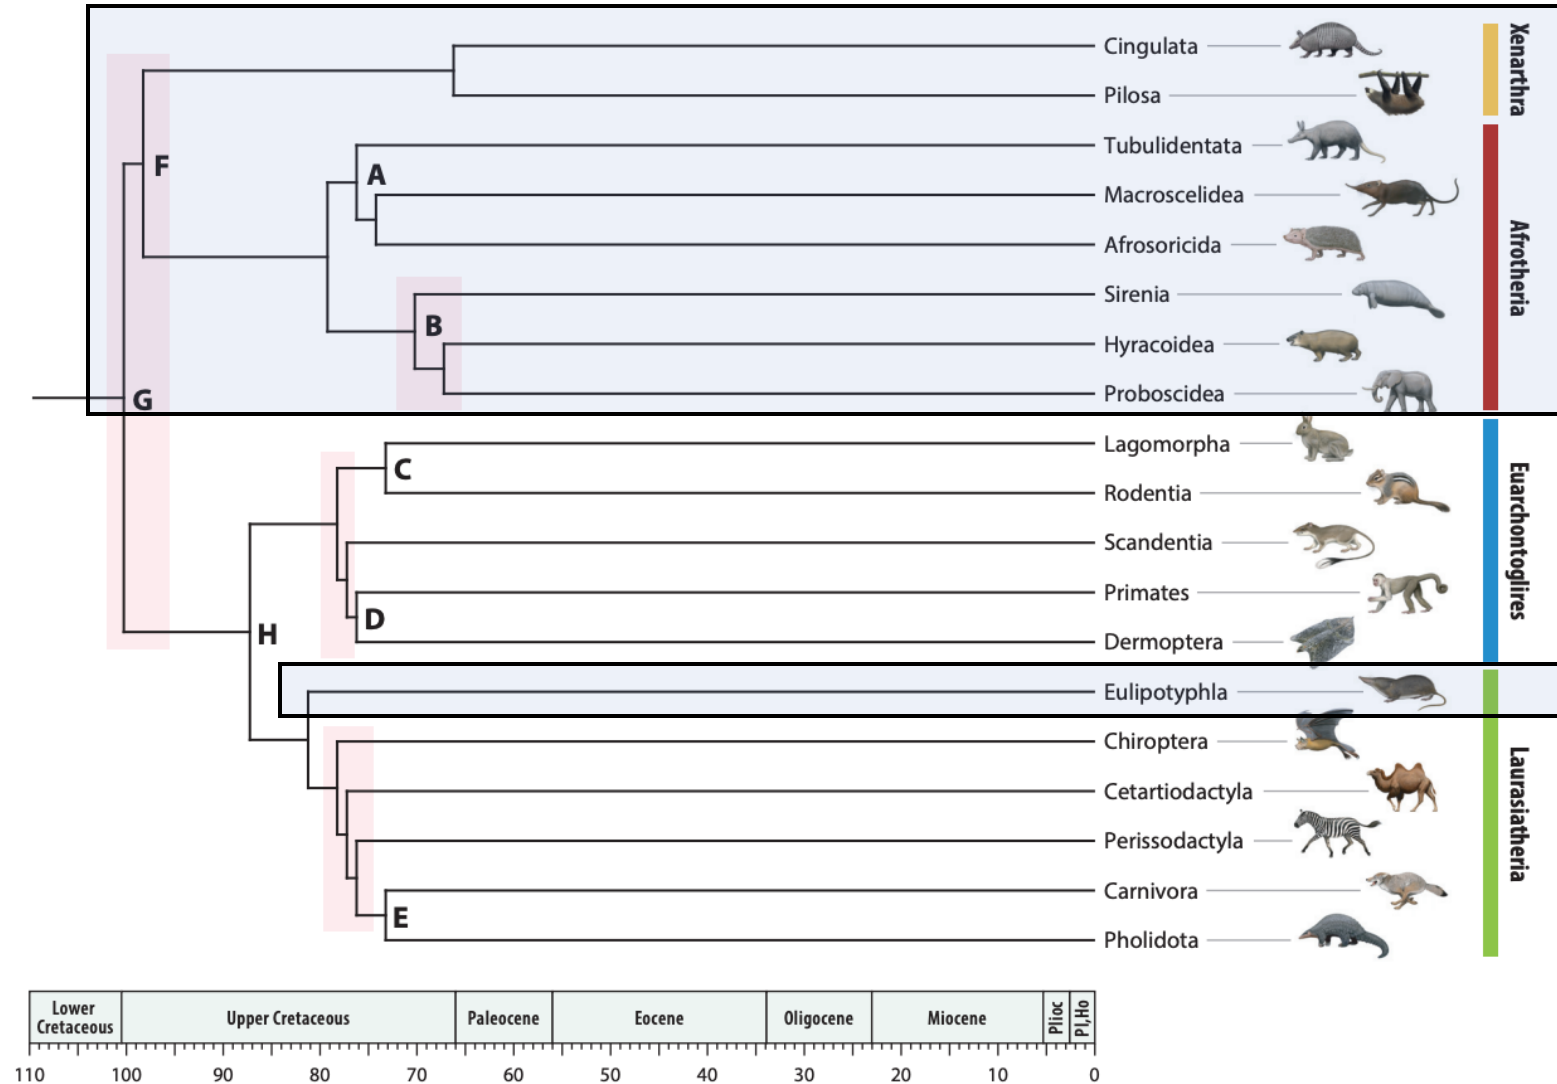 Cingulata
Pilosa
Tubulidentata
Macroscelidea
Afrosoricida
Sirenia
Hyracoidea
Proboscidea
Lagomorpha
Rodentia
Scandentia
Primates
Dermoptera
Eulipotyphla
Chiroptera
Cetartiodactyla
Perissodactyla
Carnivora
Pholidota
Xenarthra
Afrotheria
Euarchontoglires
Laurasiatheria
F
A
B
G
C
D
H
E
Lower
Cretaceous
Upper Cretaceous
Paleocene
Eocene
Oligocene
Miocene
Plioc
Pl,Ho
110 100 90 80 70 60 50 40 30 20 10 0